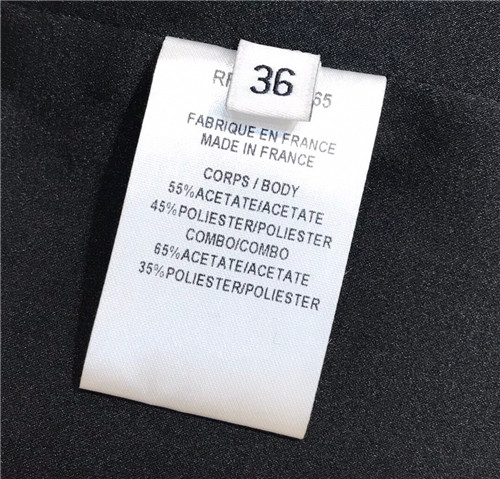 36
65
FABRIQUE EN FRANCE
MADE IN FRANCE
CORPS / BODY
55%ACETATE/ACETATE
45%POLIESTER/POLIESTER
COMBO/COMBO
65%ACETATE/ACETATE
35%POLIESTER/POLIESTER